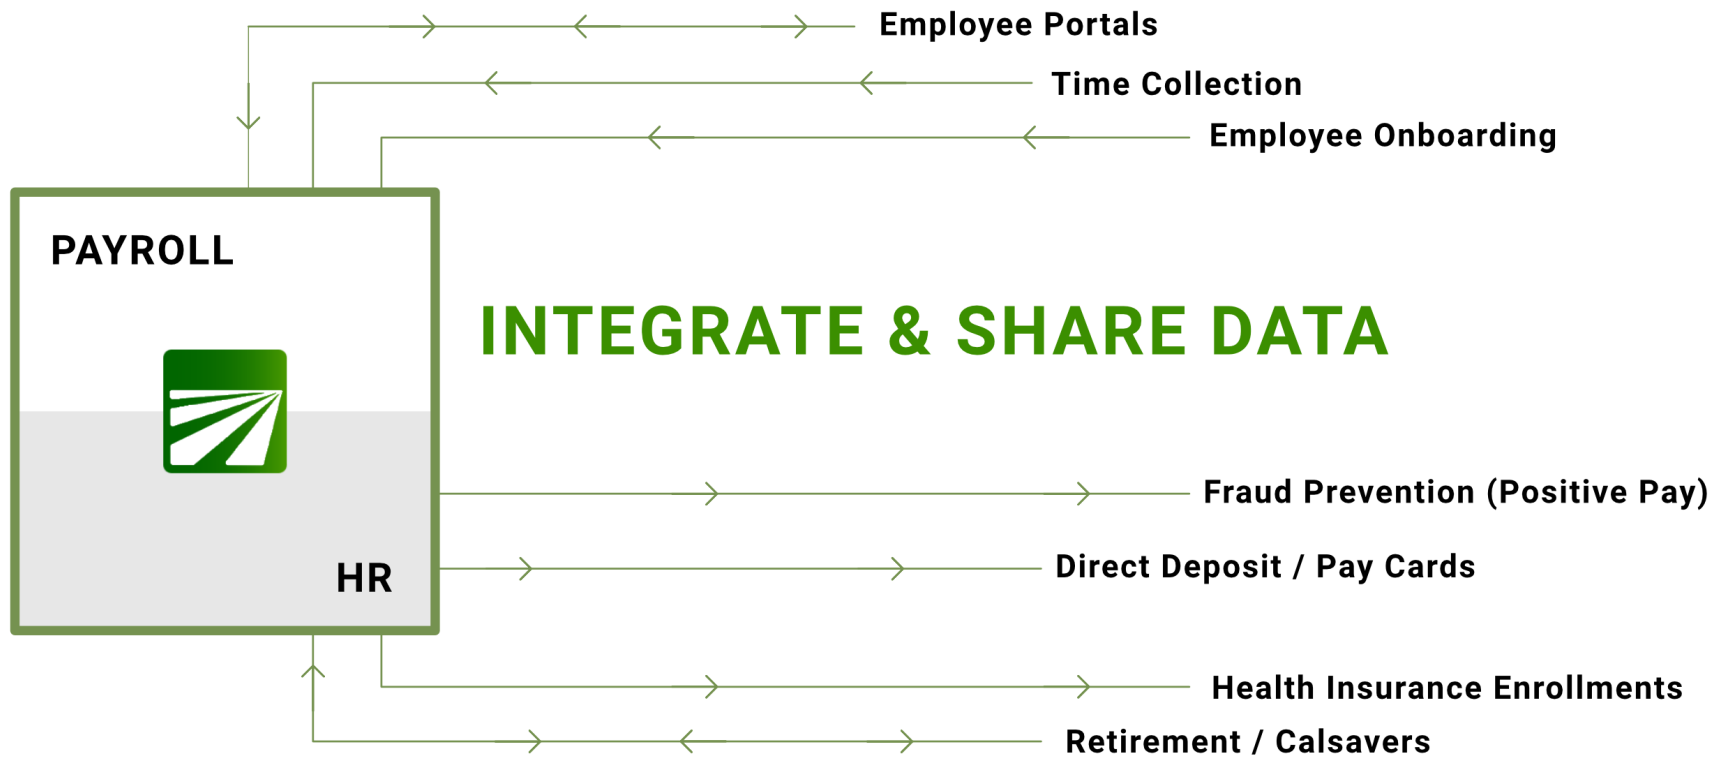 Employee Portals
Time Collection
Employee Onboarding
PAYROLL
INTEGRATE & SHARE DATA
Fraud Prevention (Positive Pay)
Direct Deposit / Pay Cards
HR
Health Insurance Enrollments
Retirement / Calsavers